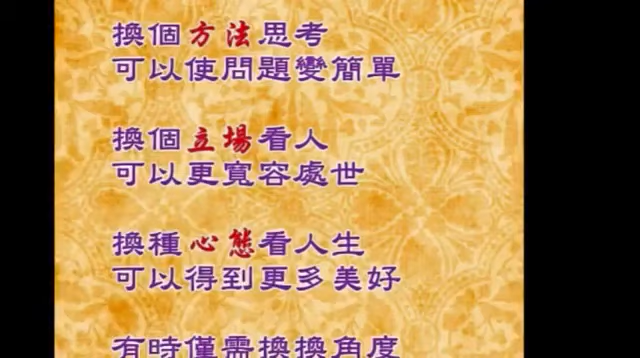 換個方法思考
可以使問題變簡單
換個立場看人
可以更寬容處世
換種心態看人生
可以得到更多美好
有時僅需換換角度